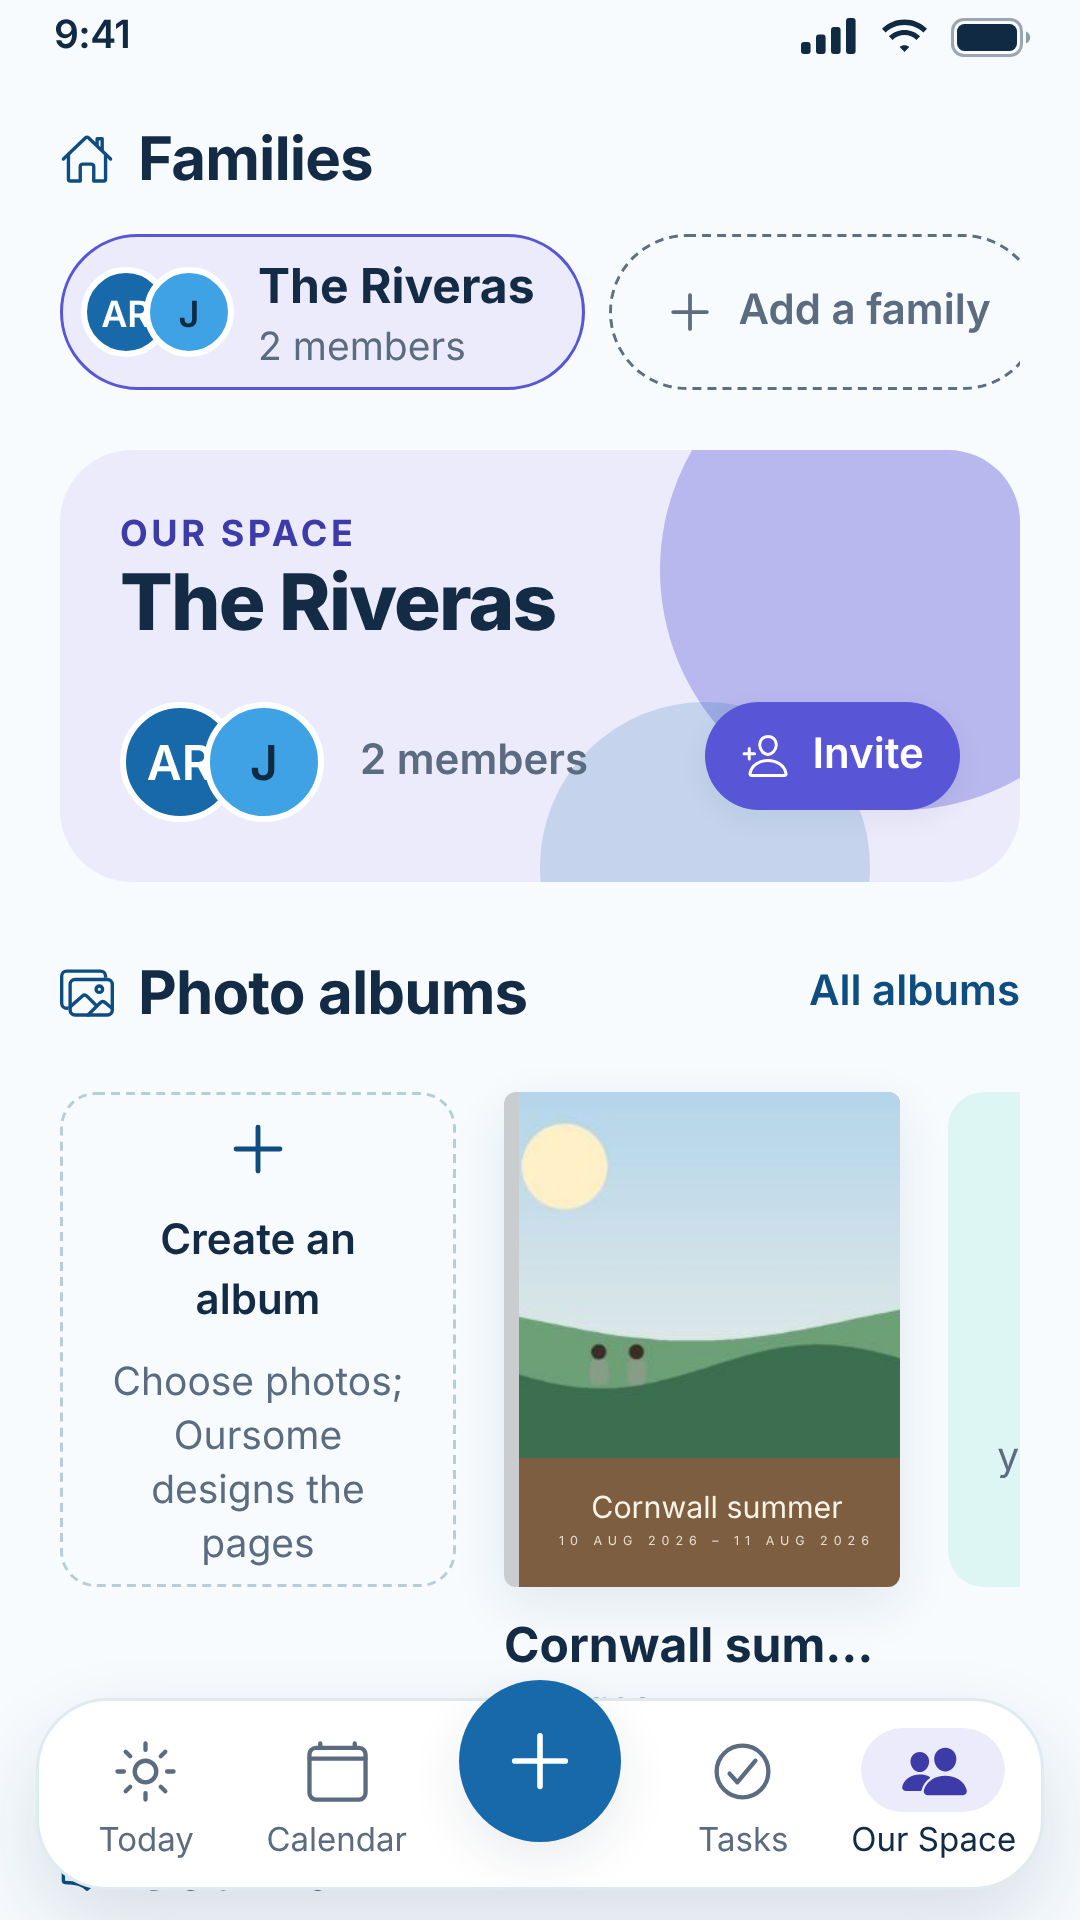 9:41
Families
AR J The Riveras
2 members
Add a family
OUR SPACE
The Riveras
AR J 2 members
Invite
Photo albums
All albums
Create an
album
Choose photos;
Oursome
designs the
pages
Cornwall summer
10 AUG 2026 – 11 AUG 2026
y
Cornwall sum...
Today
Calendar
Tasks
Our Space